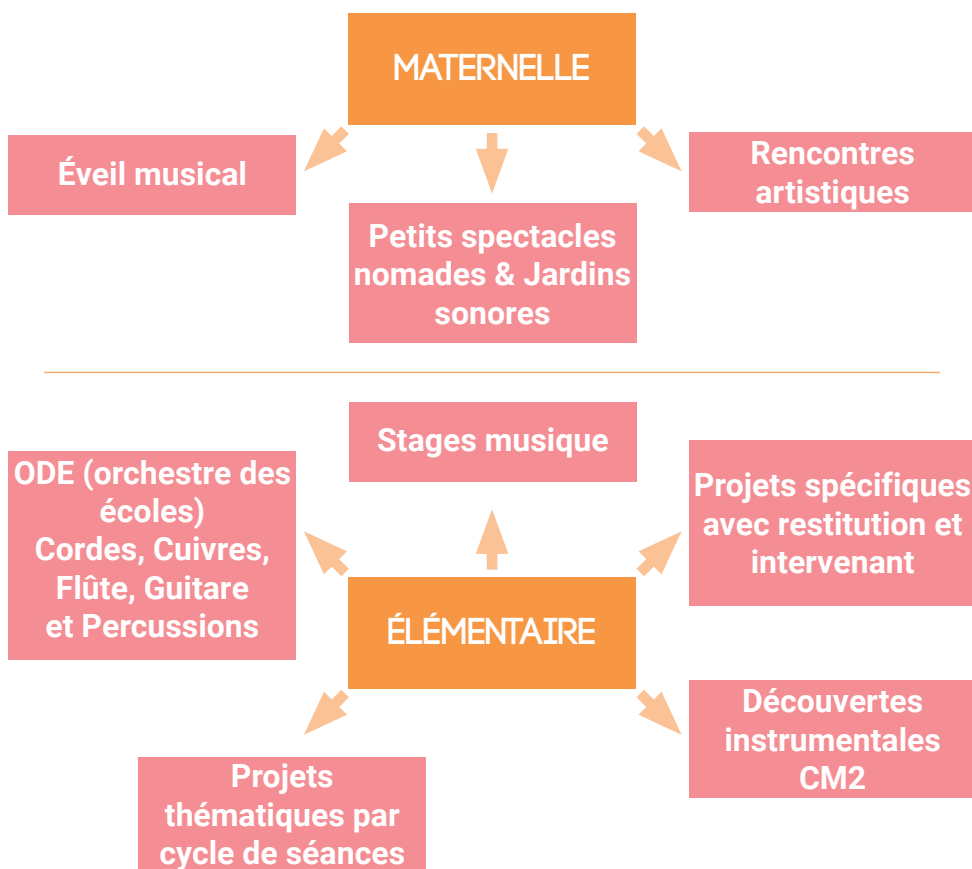 MATERNELLE
Éveil musical
Rencontres
artistiques
Petits spectacles
nomades & Jardins
sonores
Stages musique
ODE (orchestre des
écoles)
Cordes, Cuivres,
Flûte, Guitare
et Percussions
Projets spécifiques
avec restitution et
intervenant
ÉLÉMENTAIRE
Découvertes
instrumentales
CM2
Projets
thématiques par
cycle de séances